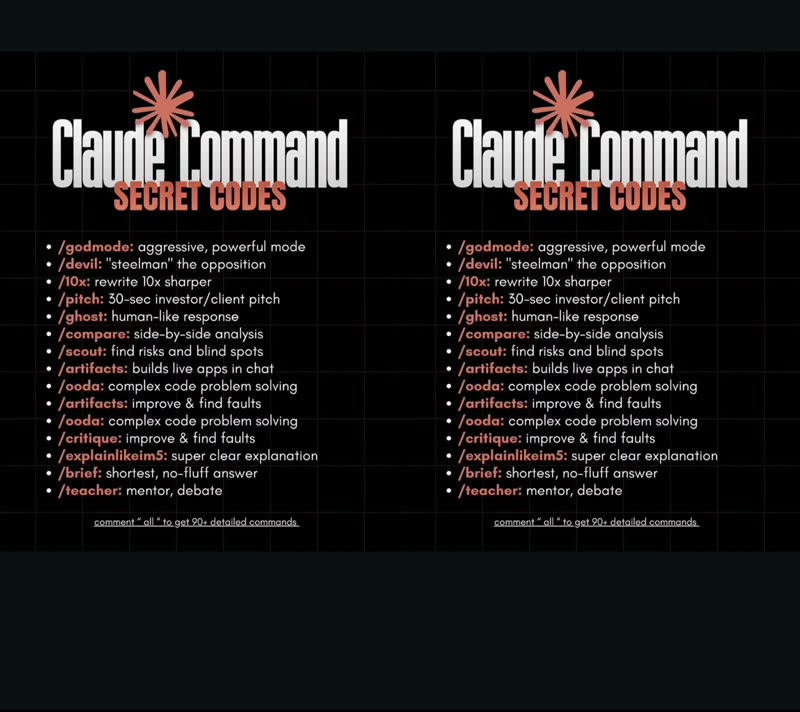 Claude Command
SECRET CODES
• /godmode: aggressive, powerful mode
• /devil: "steelman" the opposition
• /10x: rewrite 10x sharper
• /pitch: 30-sec investor/client pitch
• /ghost: human-like response
• /compare: side-by-side analysis
• /scout: find risks and blind spots
• /artifacts: builds live apps in chat
• /ooda: complex code problem solving
• /artifacts: improve & find faults
• /ooda: complex code problem solving
• /critique: improve & find faults
• /explainlikeim5: super clear explanation
• /brief: shortest, no-fluff answer
• /teacher: mentor, debate
comment " all " to get 90+ detailed commands
Claude Command
SECRET CODES
• /godmode: aggressive, powerful mode
• /devil: "steelman" the opposition
• /10x: rewrite 10x sharper
• /pitch: 30-sec investor/client pitch
• /ghost: human-like response
• /compare: side-by-side analysis
• /scout: find risks and blind spots
• /artifacts: builds live apps in chat
• /ooda: complex code problem solving
• /artifacts: improve & find faults
• /ooda: complex code problem solving
• /critique: improve & find faults
• /explainlikeim5: super clear explanation
• /brief: shortest, no-fluff answer
• /teacher: mentor, debate
comment " all " to get 90+ detailed commands